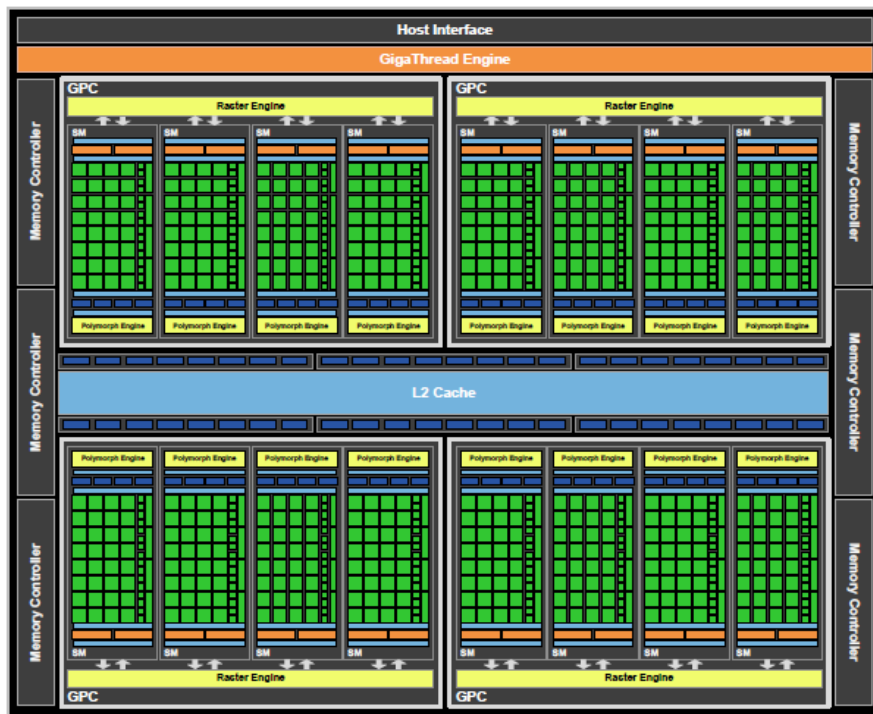 Host Interface
GigaThread Engine
Memory Controller
Memory Controller
Memory Controller
GPC
Raster Engine
SM
SM
SM
SM
Polymorph Engine
Polymorph Engine
Polymorph Engine
Polymorph Engine
GPC
Raster Engine
SM
SM
SM
SM
Polymorph Engine
Polymorph Engine
Polymorph Engine
Polymorph Engine
L2 Cache
Polymorph Engine
Polymorph Engine
Polymorph Engine
Polymorph Engine
SM
SM
SM
SM
Raster Engine
GPC
Polymorph Engine
Polymorph Engine
Polymorph Engine
Polymorph Engine
SM
SM
SM
SM
Raster Engine
GPC
Memory Controller
Memory Controller
Memory Controller